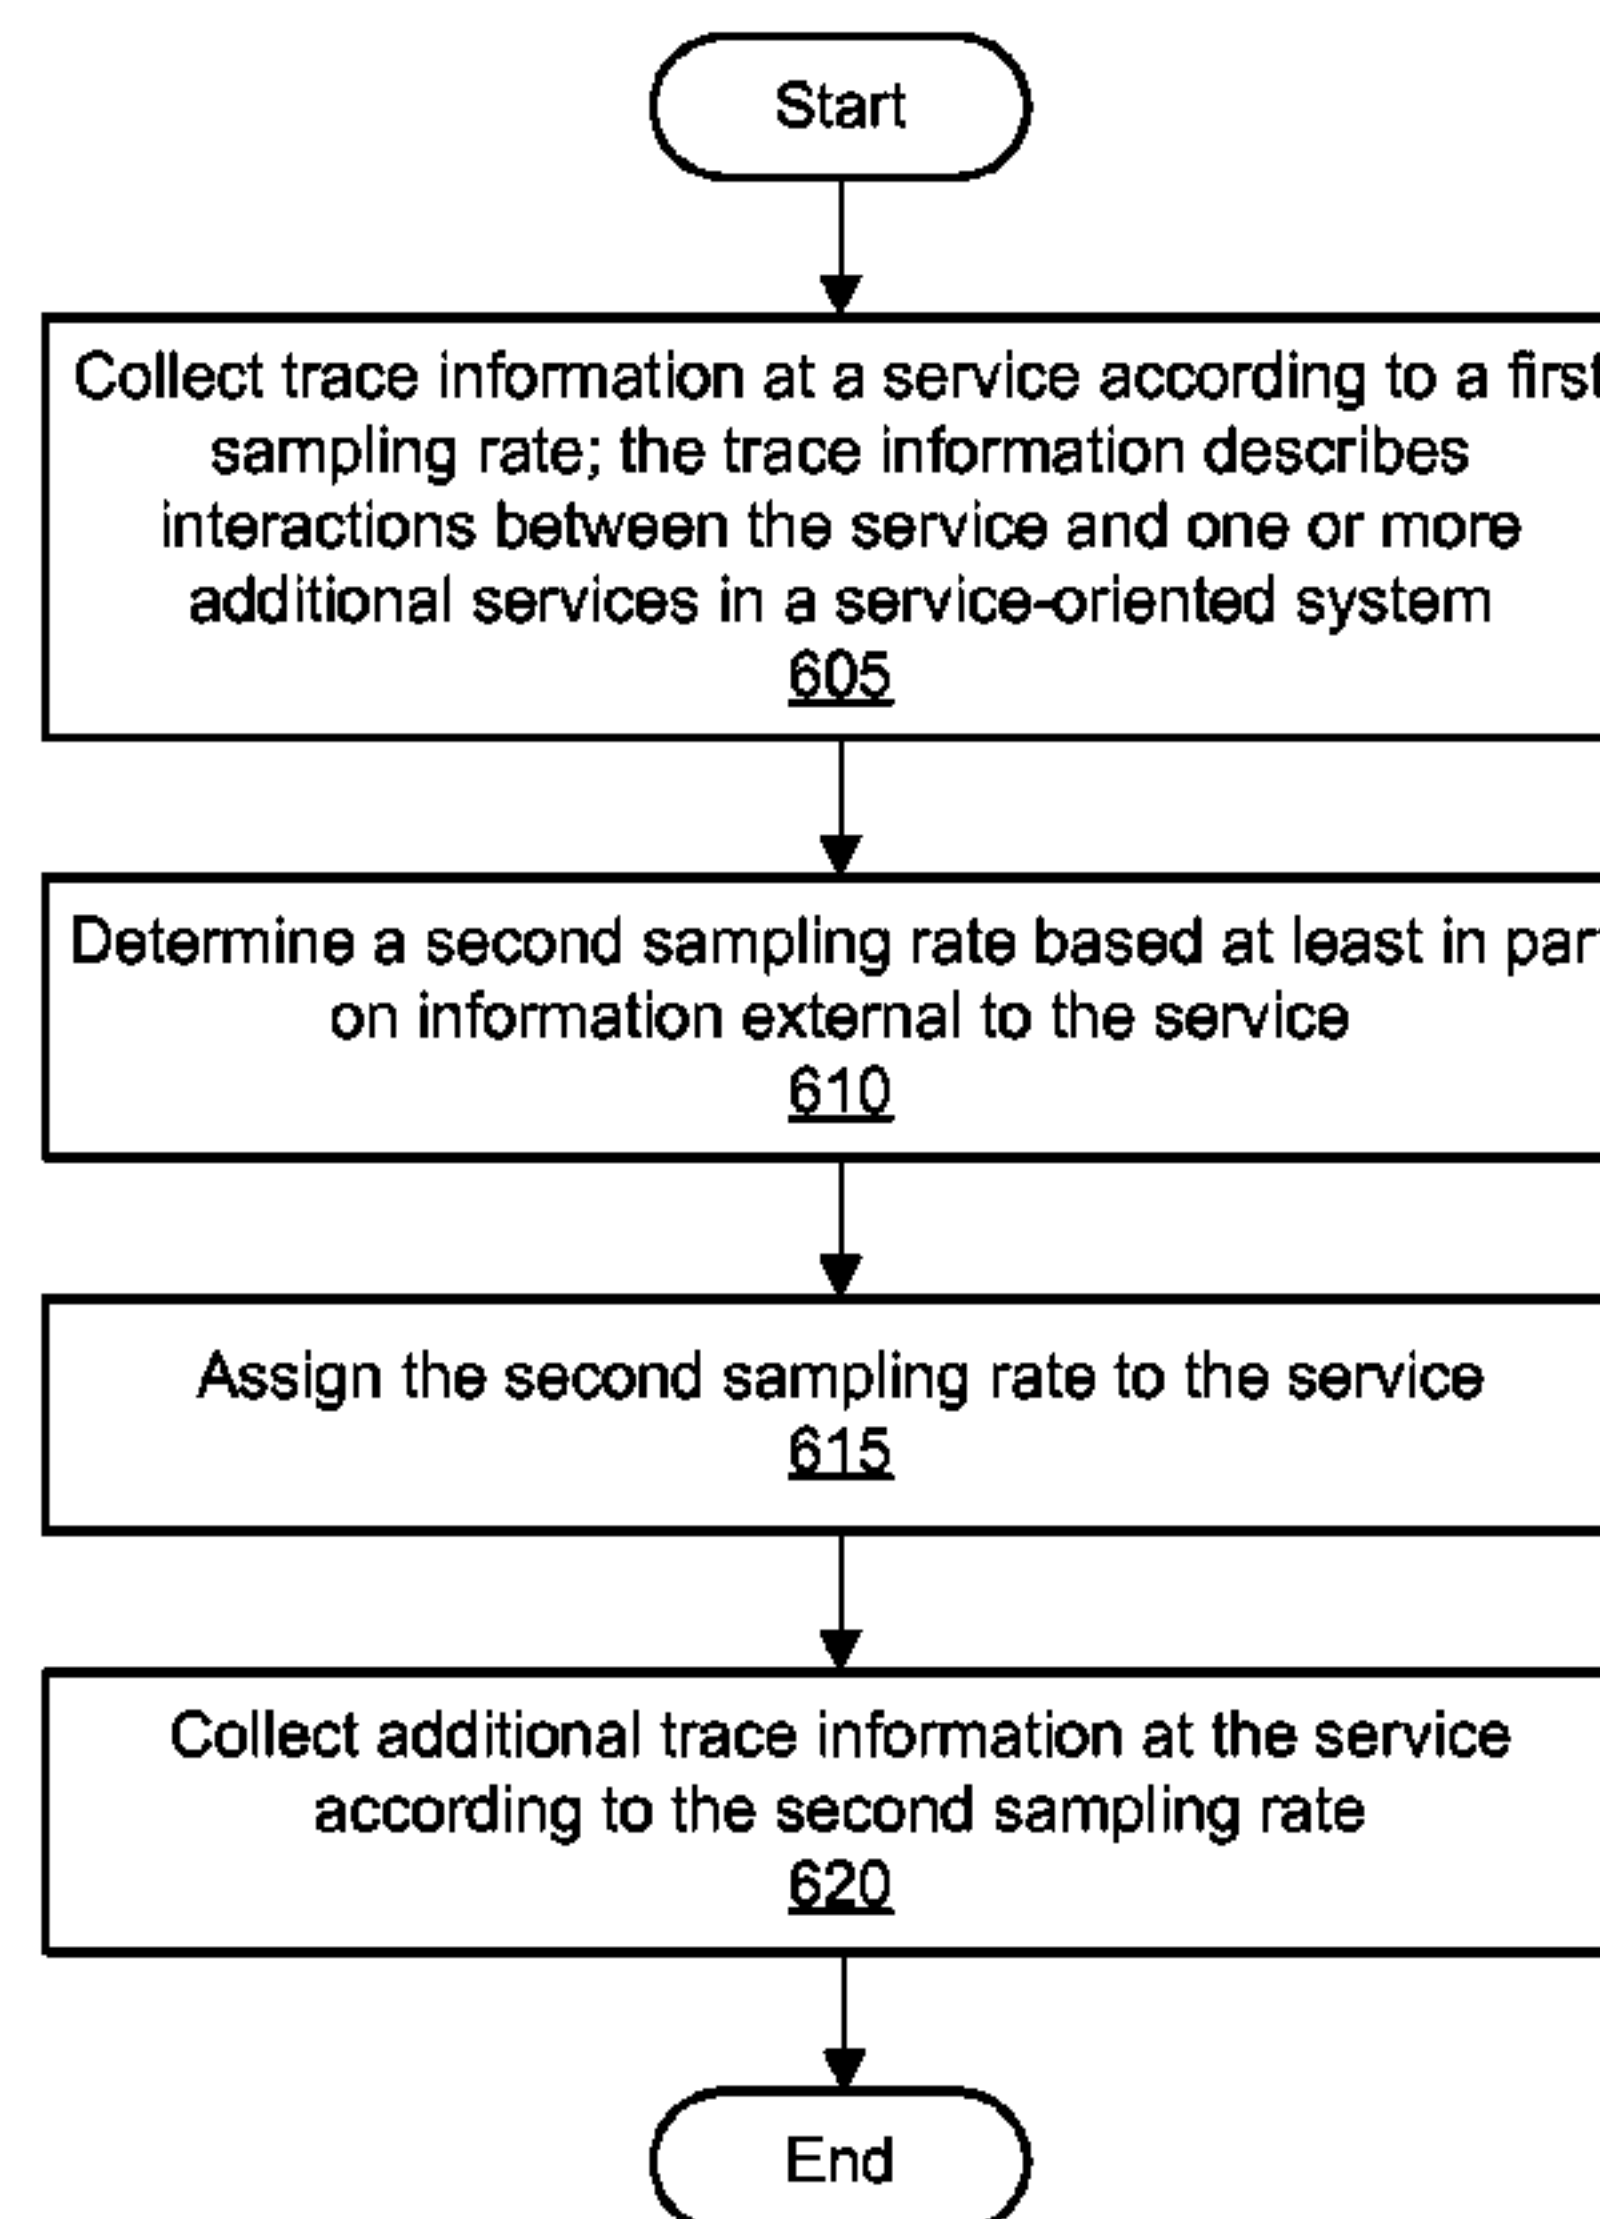 Start
Collect trace information at a service according to a first
sampling rate; the trace information describes
interactions between the service and one or more
additional services in a service-oriented system
605
Determine a second sampling rate based at least in part
on information external to the service
610
Assign the second sampling rate to the service
615
Collect additional trace information at the service
according to the second sampling rate
620
End